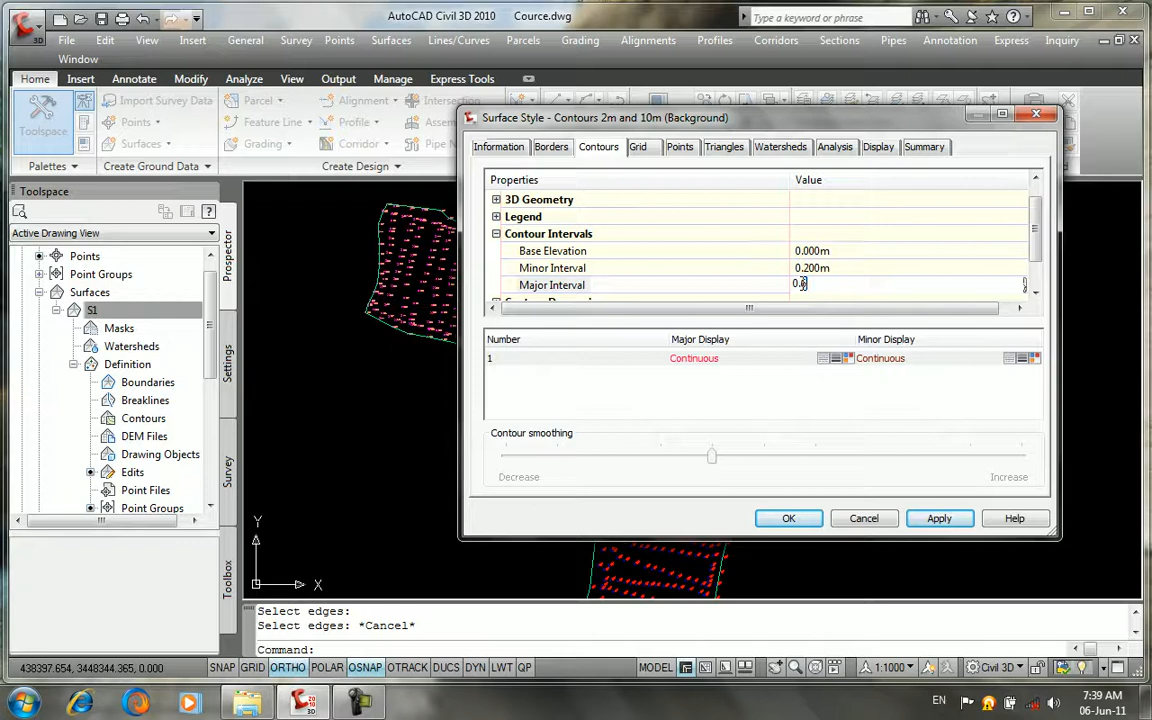 AutoCAD Civil 3D 2010 Cource.dwg
Type a keyword or phrase
3D
File Edit View Insert General Survey Points Surfaces Lines/Curves Parcels Grading Alignments Profiles Corridors Sections Pipes Annotation Express Inquiry
Window
Home Insert Annotate Modify Analyze View Output Manage Express Tools
Toolspace
Import Survey Data
Points
Surfaces
Parcel
Feature Line
Grading
Alignment
Profile
Corridor
Intersection
Pipe
Palettes
Create Ground Data
Create Design
Toolspace
Active Drawing View
Points
Point Groups
Surfaces
S1
Masks
Watersheds
Definition
Boundaries
Breaklines
Contours
DEM Files
Drawing Objects
Edits
Point Files
Point Groups
Prospector
Settings
Survey
Toolbox
Surface Style - Contours 2m and 10m (Background)
Information Borders Contours Grid Points Triangles Watersheds Analysis Display Summary
Properties Value
3D Geometry
Legend
Contour Intervals
Base Elevation 0.000m
Minor Interval 0.200m
Major Interval
Number Major Display Minor Display
1 Continuous Continuous
Contour smoothing
Decrease Increase
OK Cancel Apply Help
Y
X
Select edges:
Select edges: *Cancel*
Command:
438397.654, 3448344.365, 0.000 SNAP GRID ORTHO POLAR OSNAP OTRACK DUCS DYN LWT QP MODEL 1:1000 Civil 3D
EN 7:39 AM
06-Jun-11